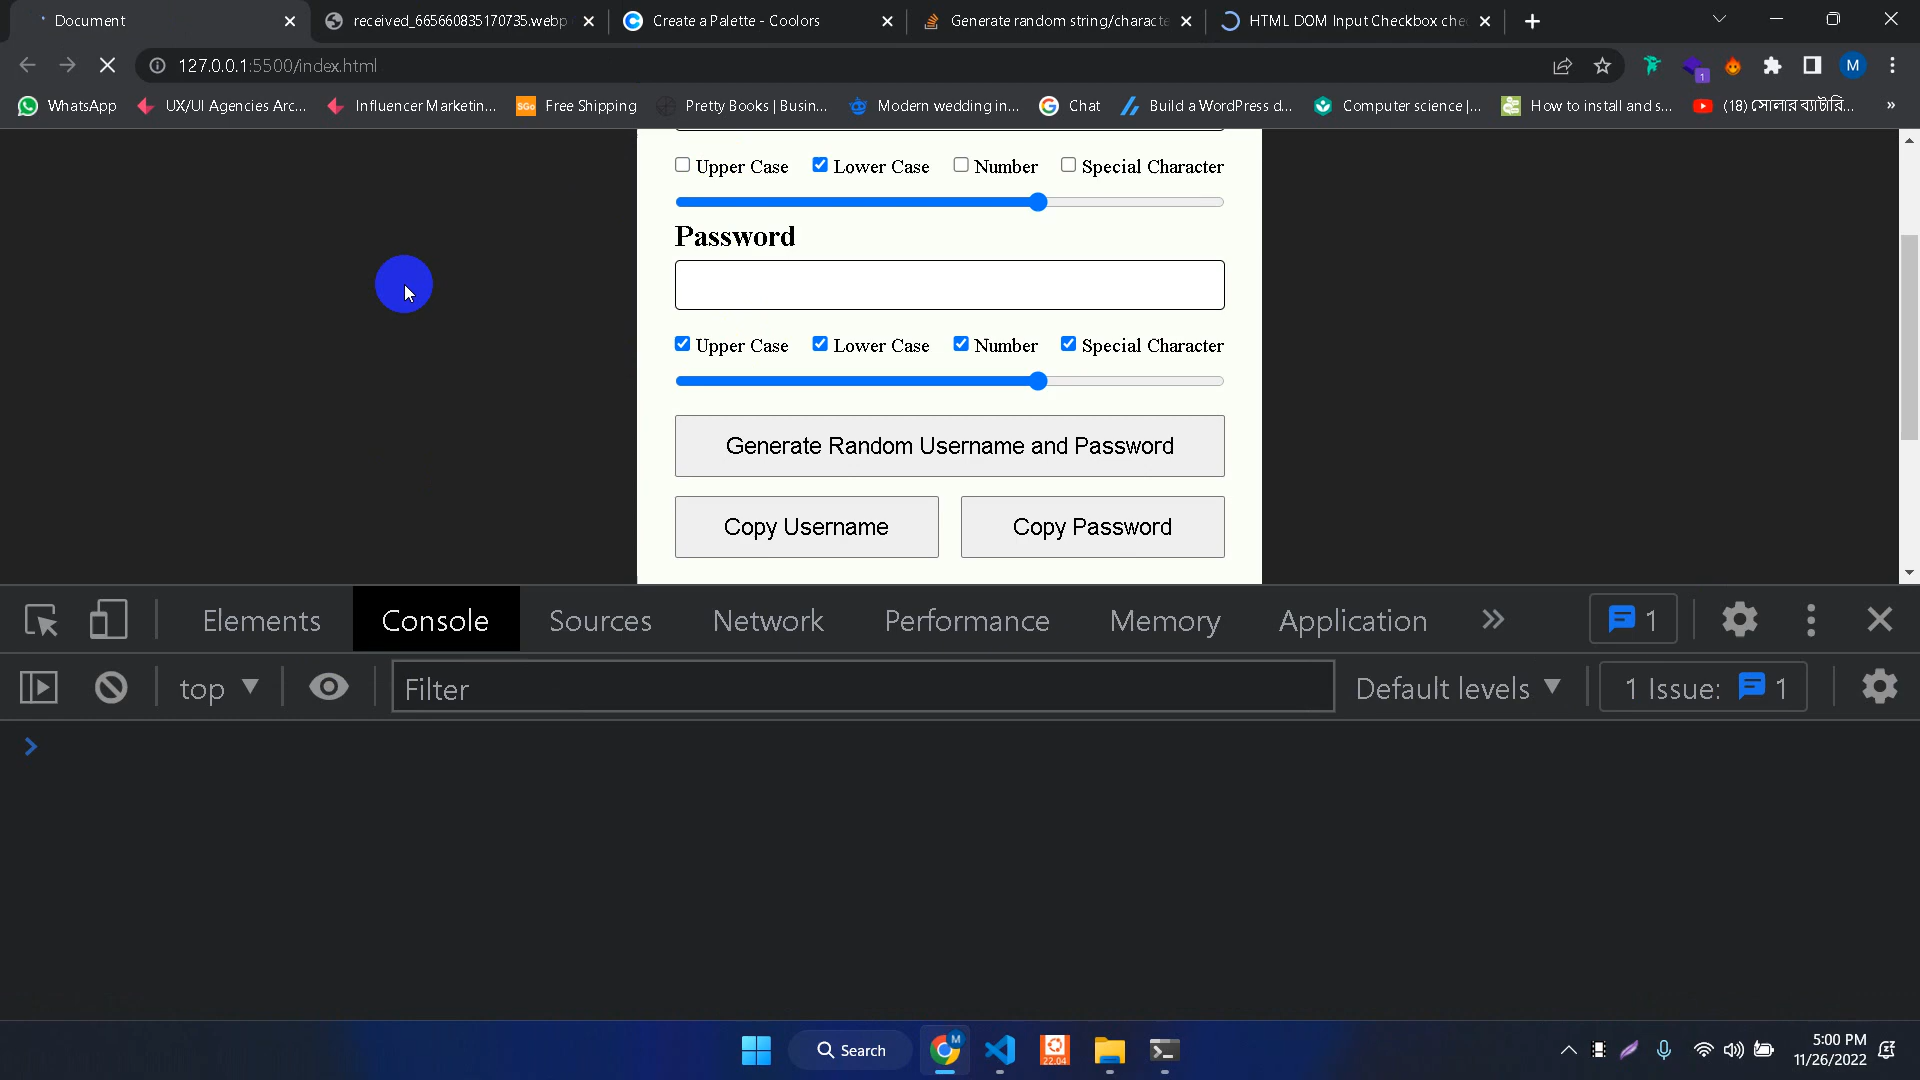 Document
received_665660835170735.webp
Create a Palette - Coolors
Generate random string/characte
HTML DOM Input Checkbox che
127.0.0.1:5500/index.html
1
M
WhatsApp
UX/UI Agencies Arc...
Influencer Marketin...
SGo
Free Shipping
Pretty Books | Busin...
Modern wedding in...
Chat
Build a WordPress d...
Computer science |...
How to install and s...
(18) সোলার ব্যাটারি...
»
Upper Case
Lower Case
Number
Special Character
Password
Upper Case
Lower Case
Number
Special Character
Generate Random Username and Password
Copy Username
Copy Password
Elements
Console
Sources
Network
Performance
Memory
Application
1
top
Filter
Default levels
1 Issue:
1
Search
M
22.04
5:00 PM
11/26/2022